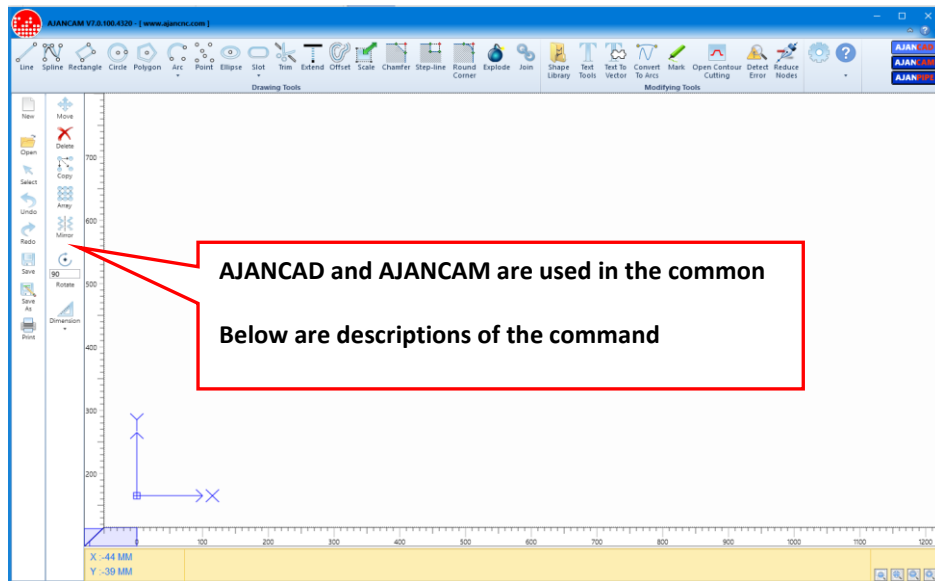 AJANCAM V7.0.100.4320 - [ www.ajancnc.com ]
Line Spline Rectangle Circle Polygon Arc Point Ellipse Slot Trim Extend Offset Scale Chamfer Step-line Round Corner Explode Join
Drawing Tools
Shape Library Text Tools Text To Vector Convert To Arcs Mark Open Contour Cutting Detect Error Reduce Nodes
Modifying Tools
AJANCAD
AJANCAM
AJANPIPE
New
Open
Select
Undo
Redo
Save
Save As
Print
Move
Delete
Copy
Array
Mirror
90
Rotate
Dimension
700
600
500
400
300
200
AJANCAD and AJANCAM are used in the common
Below are descriptions of the command
Y
X
0 100 200 300 400 500 600 700 800 900 1000 1100 1200
X :-44 MM
Y :-39 MM